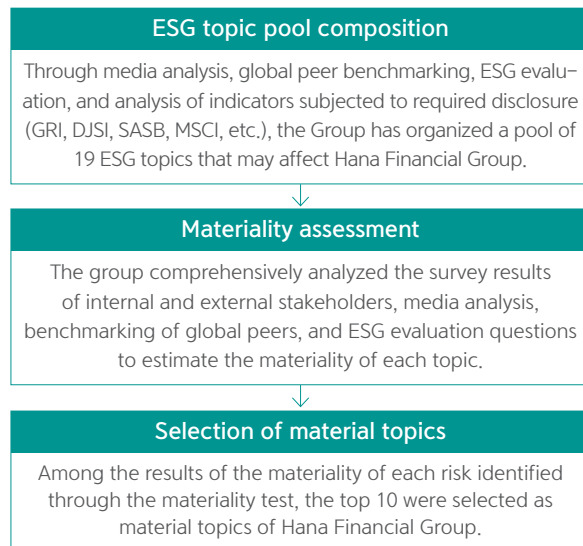 ESG topic pool composition
Through media analysis, global peer benchmarking, ESG evalu-
ation, and analysis of indicators subjected to required disclosure
(GRI, DJSI, SASB, MSCI, etc.), the Group has organized a pool of
19 ESG topics that may affect Hana Financial Group.
Materiality assessment
The group comprehensively analyzed the survey results
of internal and external stakeholders, media analysis,
benchmarking of global peers, and ESG evaluation questions
to estimate the materiality of each topic.
Selection of material topics
Among the results of the materiality of each risk identified
through the materiality test, the top 10 were selected as
material topics of Hana Financial Group.